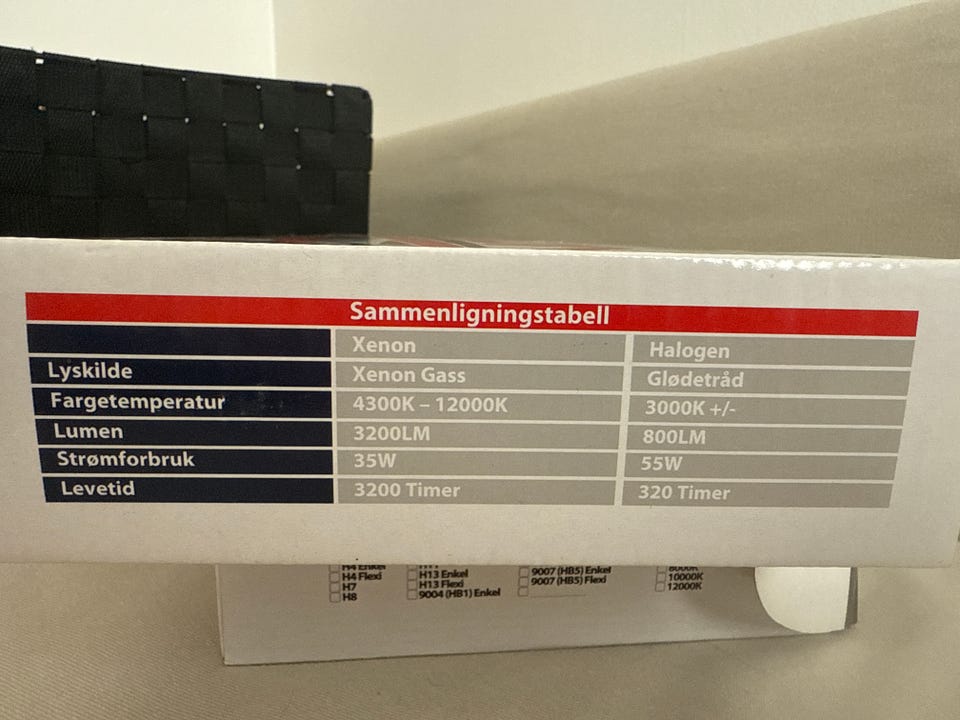 Sammenligningstabell
Xenon Halogen
Lyskilde Xenon Gass Glødetråd
Fargetemperatur 4300K – 12000K 3000K +/-
Lumen 3200LM 800LM
Strømforbruk 35W 55W
Levetid 3200 Timer 320 Timer
H4 Enkel 9007 (HB5) Enkel 8000K
H4 Flexi H13 Enkel 9007 (HB5) Flexi 10000K
H7 H13 Flexi 12000K
H8 9004 (HB1) Enkel